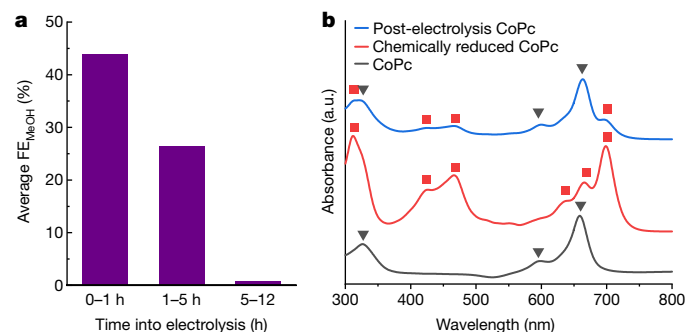 a
Average FE_MeOH (%)
50
40
30
20
10
0
0–1 h
1–5 h
5–12
Time into electrolysis (h)
b
Post-electrolysis CoPc
Chemically reduced CoPc
CoPc
Absorbance (a.u.)
300
400
500
600
700
800
Wavelength (nm)